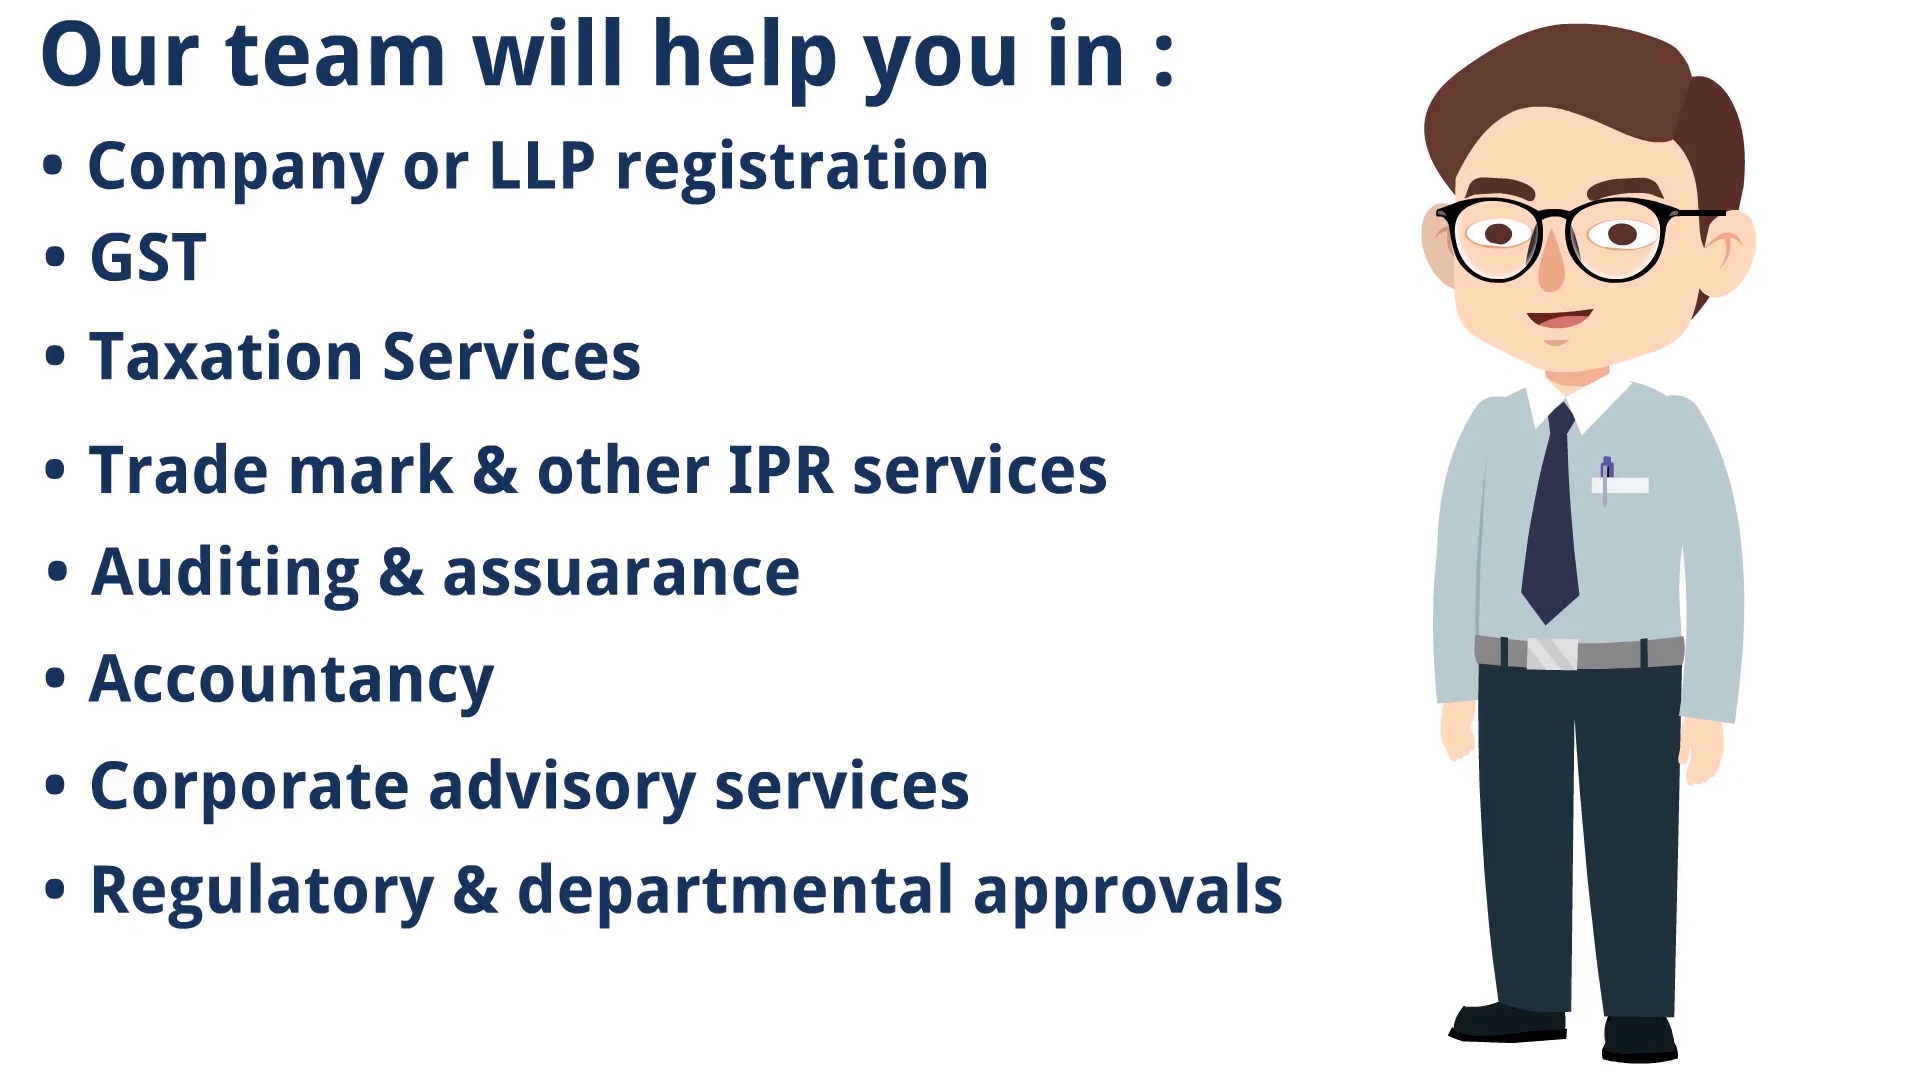 Our team will help you in :
• Company or LLP registration
• GST
• Taxation Services
• Trade mark & other IPR services
• Auditing & assuarance
• Accountancy
• Corporate advisory services
• Regulatory & departmental approvals